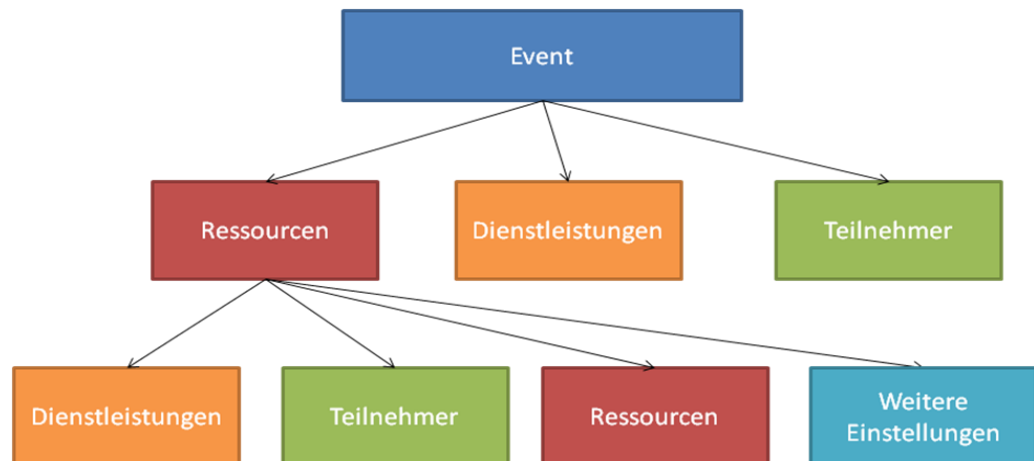 Event
Ressourcen
Dienstleistungen
Teilnehmer
Dienstleistungen
Teilnehmer
Ressourcen
Weitere
Einstellungen